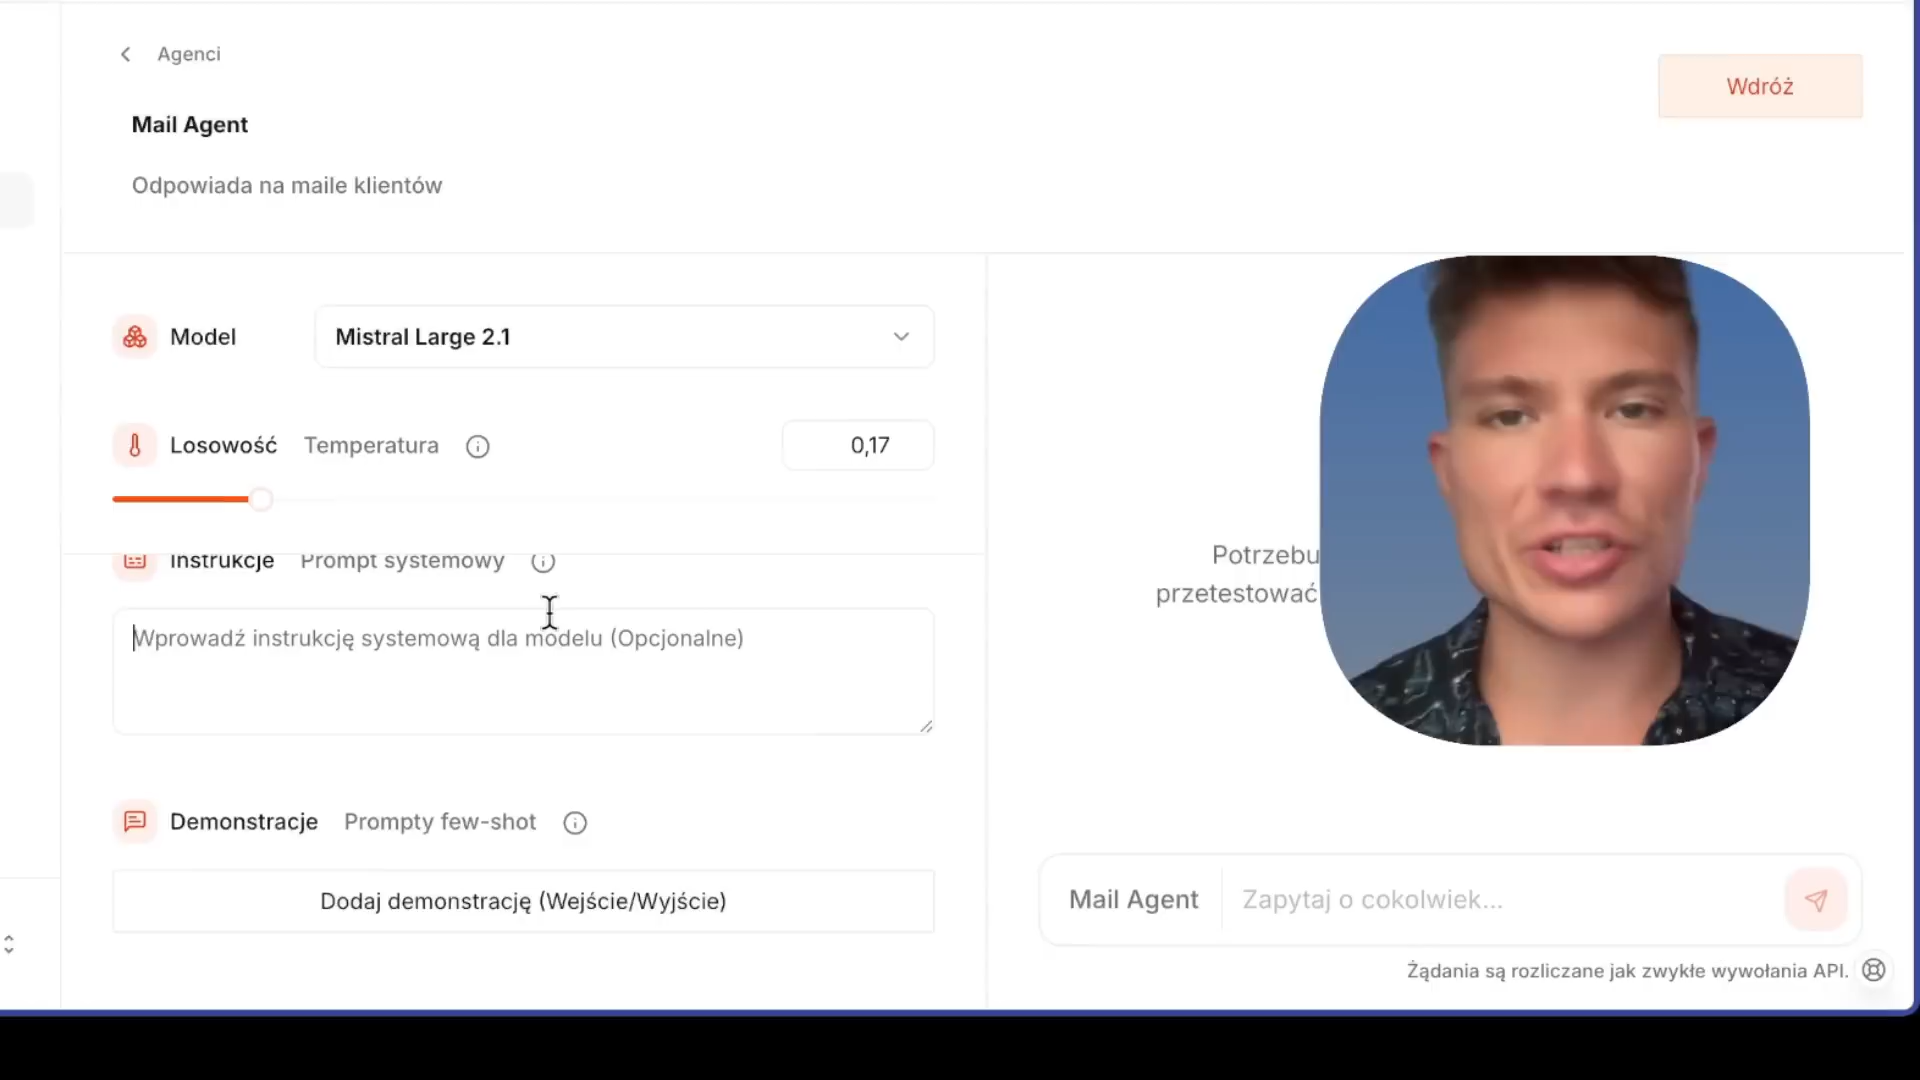 Agenci
Wdróż
Mail Agent
Odpowiada na maile klientów
Model
Mistral Large 2.1
Losowość Temperatura
0,17
Instrukcje Prompt systemowy
Wprowadź instrukcję systemową dla modelu (Opcjonalne)
Demonstracje Prompty few-shot
Dodaj demonstrację (Wejście/Wyjście)
przetestować
Mail Agent
Zapytaj o cokolwiek...
Żądania są rozliczane jak zwykłe wywołania API.